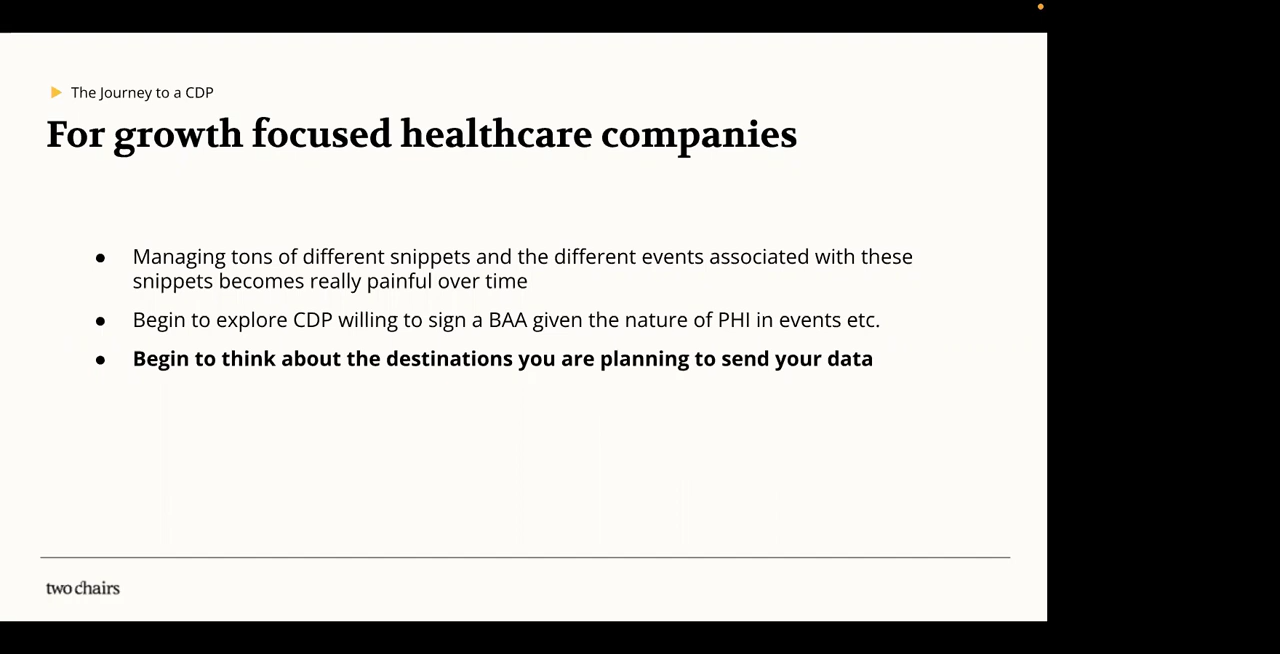 The Journey to a CDP
For growth focused healthcare companies
● Managing tons of different snippets and the different events associated with these
snippets becomes really painful over time
● Begin to explore CDP willing to sign a BAA given the nature of PHI in events etc.
● Begin to think about the destinations you are planning to send your data
two chairs